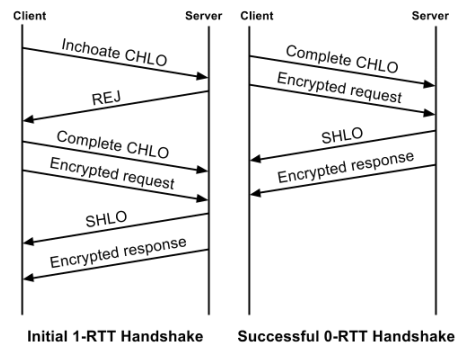 Client
Server
Inchoate CHLO
REJ
Complete CHLO
Encrypted request
SHLO
Encrypted response
Initial 1-RTT Handshake
Client
Server
Complete CHLO
Encrypted request
SHLO
Encrypted response
Successful 0-RTT Handshake